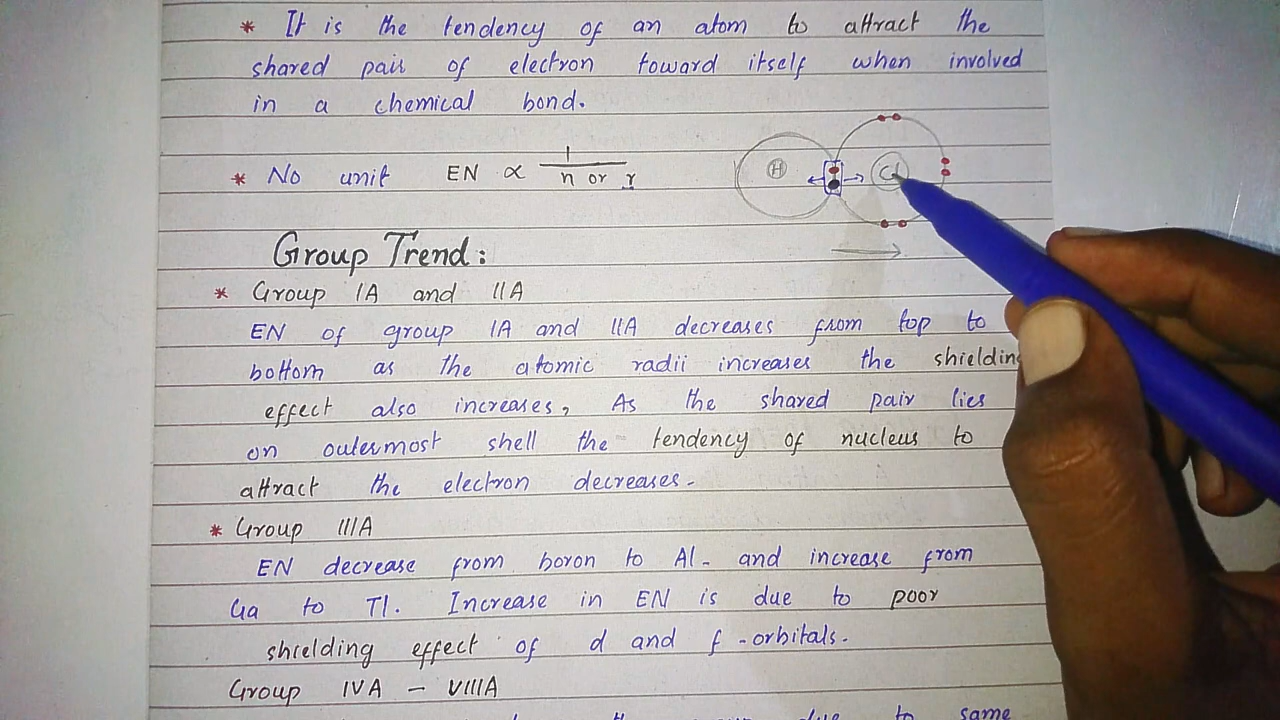 * It is the tendency of an atom to attract the
shared pair of electron toward itself when involved
in a chemical bond.
* No unit EN ∝ 1 / n or r
H Cl
Group Trend:
* Group IA and IIA
EN of group IA and IIA decreases from top to
bottom as the atomic radii increases the shielding
effect also increases, As the shared pair lies
on outermost shell the tendency of nucleus to
attract the electron decreases.
* Group IIIA
EN decrease from boron to Al. and increase from
Ga to Tl. Increase in EN is due to poor
shielding effect of d and f-orbitals.
Group IVA - VIIIA
due to same